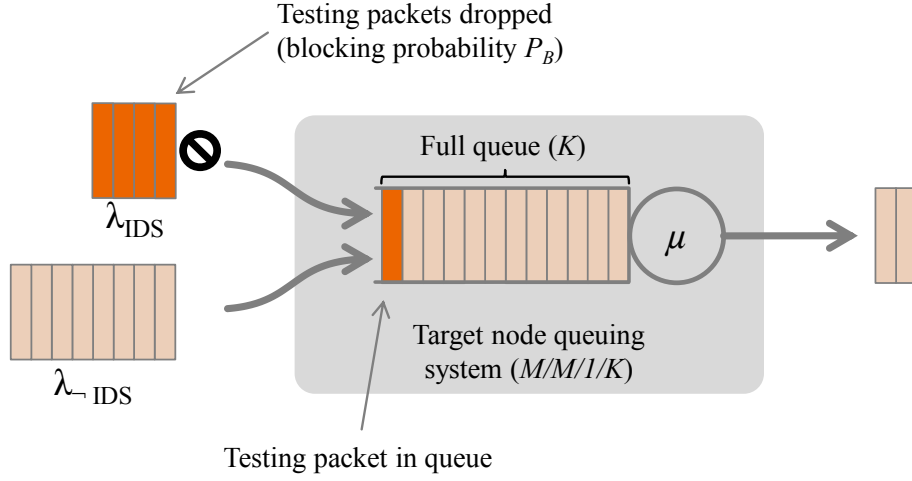 Testing packets dropped
(blocking probability P_B)
Full queue (K)
λ_IDS
μ
λ_¬ IDS
Target node queuing
system (M/M/1/K)
Testing packet in queue